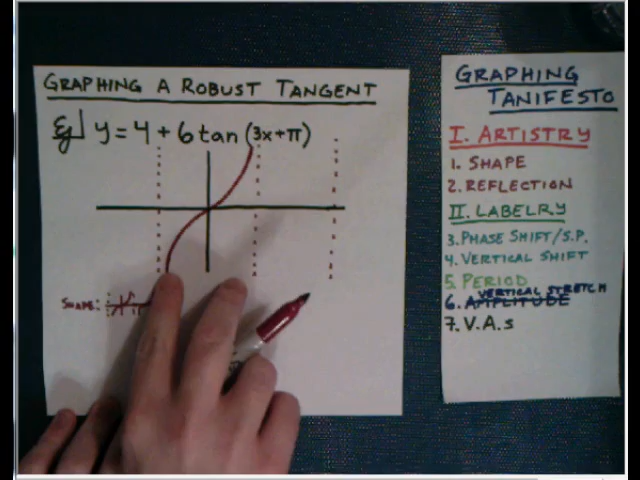 GRAPHING A ROBUST TANGENT
Eg] y = 4 + 6 tan (3x + π)
SHAPE:
GRAPHING
TANIFESTO
I. ARTISTRY
1. SHAPE
2. REFLECTION
II. LABELRY
3. PHASE SHIFT/S.P.
4. VERTICAL SHIFT
5. PERIOD
VERTICAL STRETCH
6. AMPLITUDE
7. V.A.s